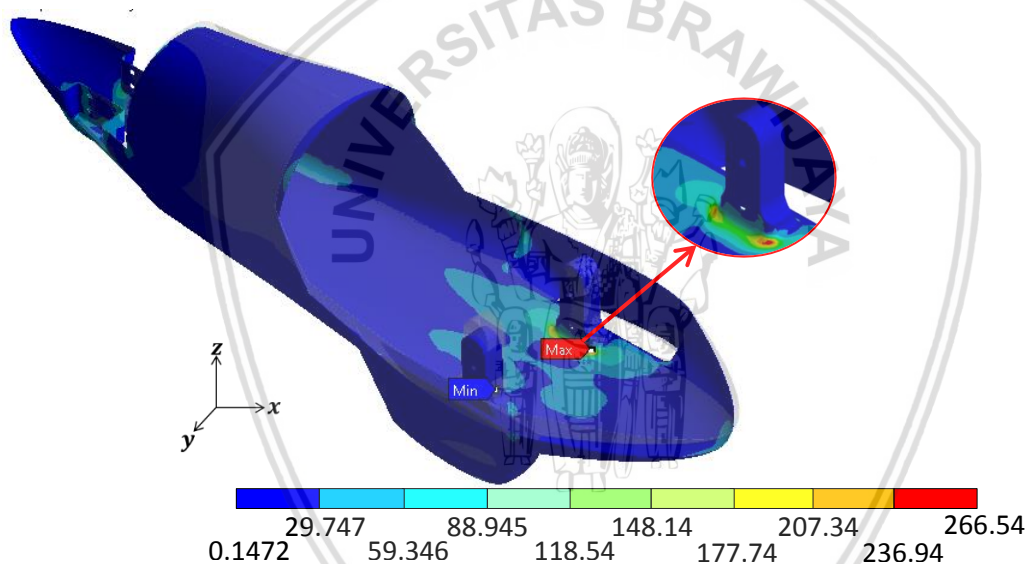 UNIVERSITAS BRAWIJAYA
Max
Min
z
x
y
29.747 88.945 148.14 207.34 266.54
0.1472 59.346 118.54 177.74 236.94